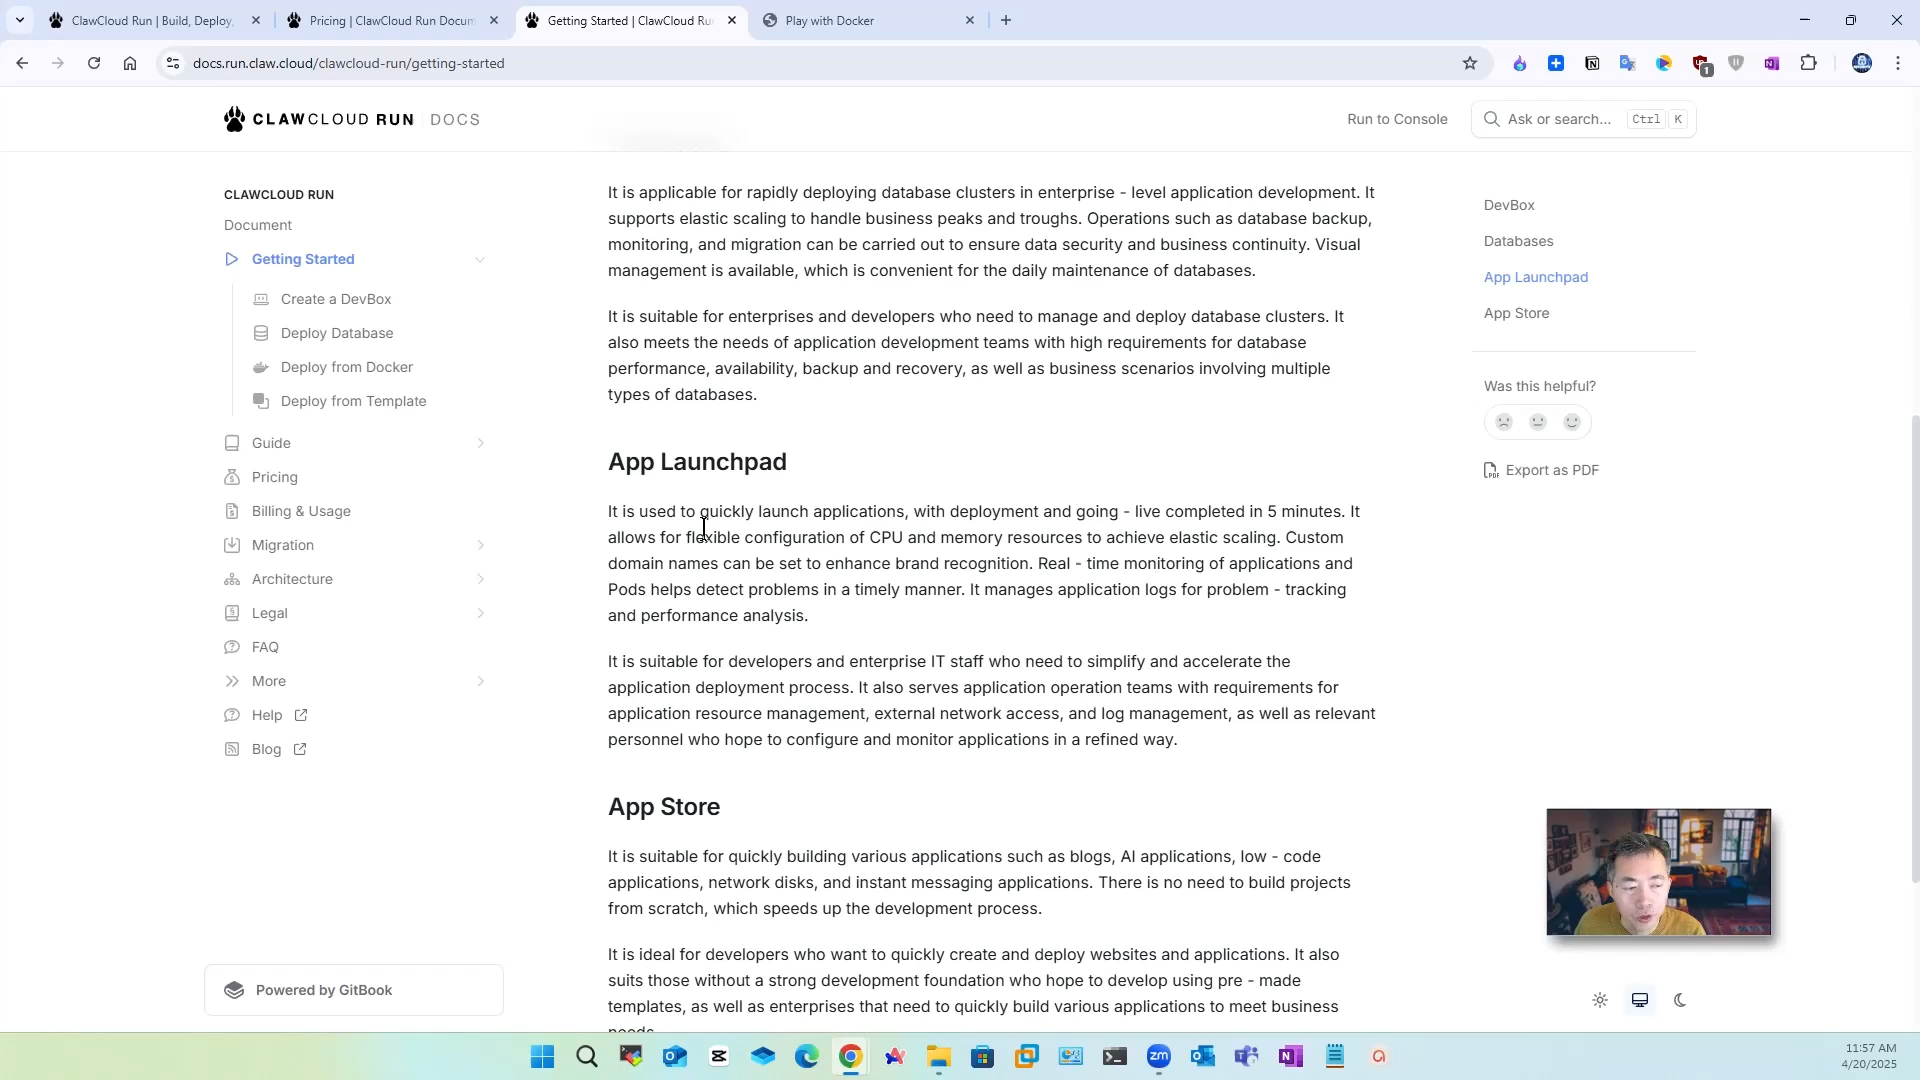 ClawCloud Run | Build, Deploy,
Pricing | ClawCloud Run Docum
Getting Started | ClawCloud Ru
Play with Docker
docs.run.claw.cloud/clawcloud-run/getting-started
1
CLAWCLOUD RUN DOCS
Run to Console
Ask or search... Ctrl K
CLAWCLOUD RUN
Document
Getting Started
Create a DevBox
Deploy Database
Deploy from Docker
Deploy from Template
Guide
Pricing
Billing & Usage
Migration
Architecture
Legal
FAQ
More
Help
Blog
Powered by GitBook
It is applicable for rapidly deploying database clusters in enterprise - level application development. It
supports elastic scaling to handle business peaks and troughs. Operations such as database backup,
monitoring, and migration can be carried out to ensure data security and business continuity. Visual
management is available, which is convenient for the daily maintenance of databases.
It is suitable for enterprises and developers who need to manage and deploy database clusters. It
also meets the needs of application development teams with high requirements for database
performance, availability, backup and recovery, as well as business scenarios involving multiple
types of databases.
App Launchpad
It is used to quickly launch applications, with deployment and going - live completed in 5 minutes. It
allows for flexible configuration of CPU and memory resources to achieve elastic scaling. Custom
domain names can be set to enhance brand recognition. Real - time monitoring of applications and
Pods helps detect problems in a timely manner. It manages application logs for problem - tracking
and performance analysis.
It is suitable for developers and enterprise IT staff who need to simplify and accelerate the
application deployment process. It also serves application operation teams with requirements for
application resource management, external network access, and log management, as well as relevant
personnel who hope to configure and monitor applications in a refined way.
App Store
It is suitable for quickly building various applications such as blogs, AI applications, low - code
applications, network disks, and instant messaging applications. There is no need to build projects
from scratch, which speeds up the development process.
It is ideal for developers who want to quickly create and deploy websites and applications. It also
suits those without a strong development foundation who hope to develop using pre - made
templates, as well as enterprises that need to quickly build various applications to meet business
needs.
DevBox
Databases
App Launchpad
App Store
Was this helpful?
Export as PDF
zm
11:57 AM
4/20/2025